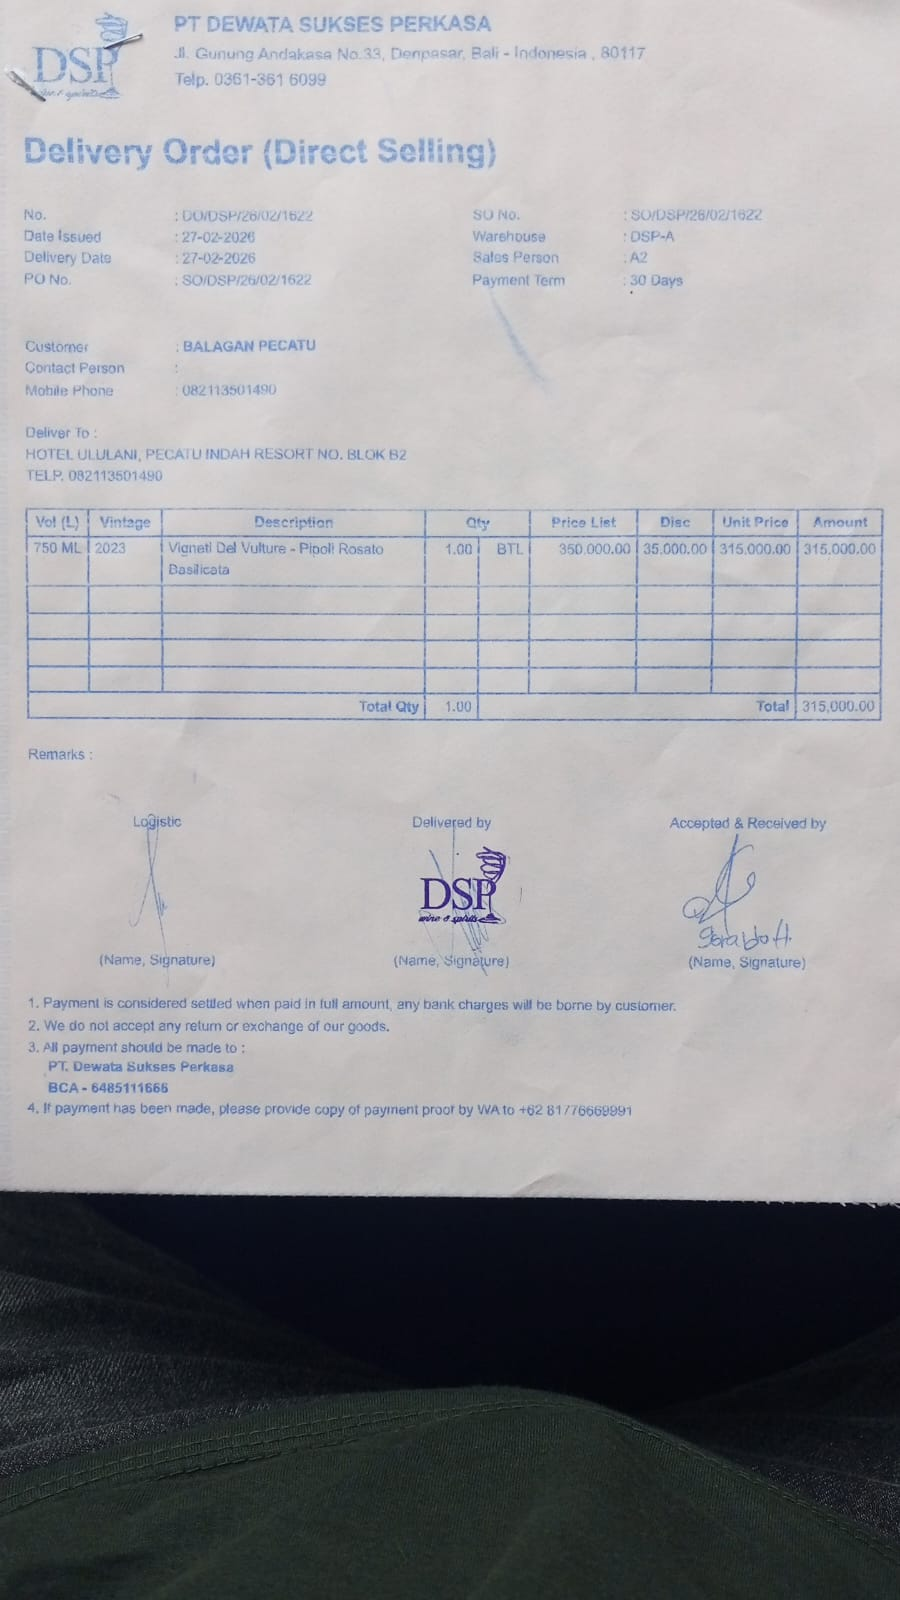 DSP
PT DEWATA SUKSES PERKASA
Jl. Gunung Andakasa No.33, Denpasar, Bali - Indonesia , 80117
Telp. 0361-361 6099
Delivery Order (Direct Selling)
No. : DO/DSP/26/02/1622 SO No. : SO/DSP/26/02/1622
Date Issued : 27-02-2026 Warehouse : DSP-A
Delivery Date : 27-02-2026 Sales Person : A2
PO No. : SO/DSP/26/02/1622 Payment Term : 30 Days
Customer : BALAGAN PECATU
Contact Person :
Mobile Phone : 082113501490
Deliver To :
HOTEL ULULANI, PECATU INDAH RESORT NO. BLOK B2
TELP. 082113501490
Vol (L) Vintage Description Qty Price List Disc Unit Price Amount
750 ML 2023 Vigneti Del Vulture - Pipoli Rosato 1.00 BTL 350,000.00 35,000.00 315,000.00 315,000.00
Basilicata
Total Qty 1.00 Total 315,000.00
Remarks :
Logistic Delivered by Accepted & Received by
DSP
wine & spirits
(Name, Signature) (Name, Signature) (Name, Signature)
1. Payment is considered settled when paid in full amount, any bank charges will be borne by customer.
2. We do not accept any return or exchange of our goods.
3. All payment should be made to :
PT. Dewata Sukses Perkasa
BCA - 6485111666
4. If payment has been made, please provide copy of payment proof by WA to +62 81776669991